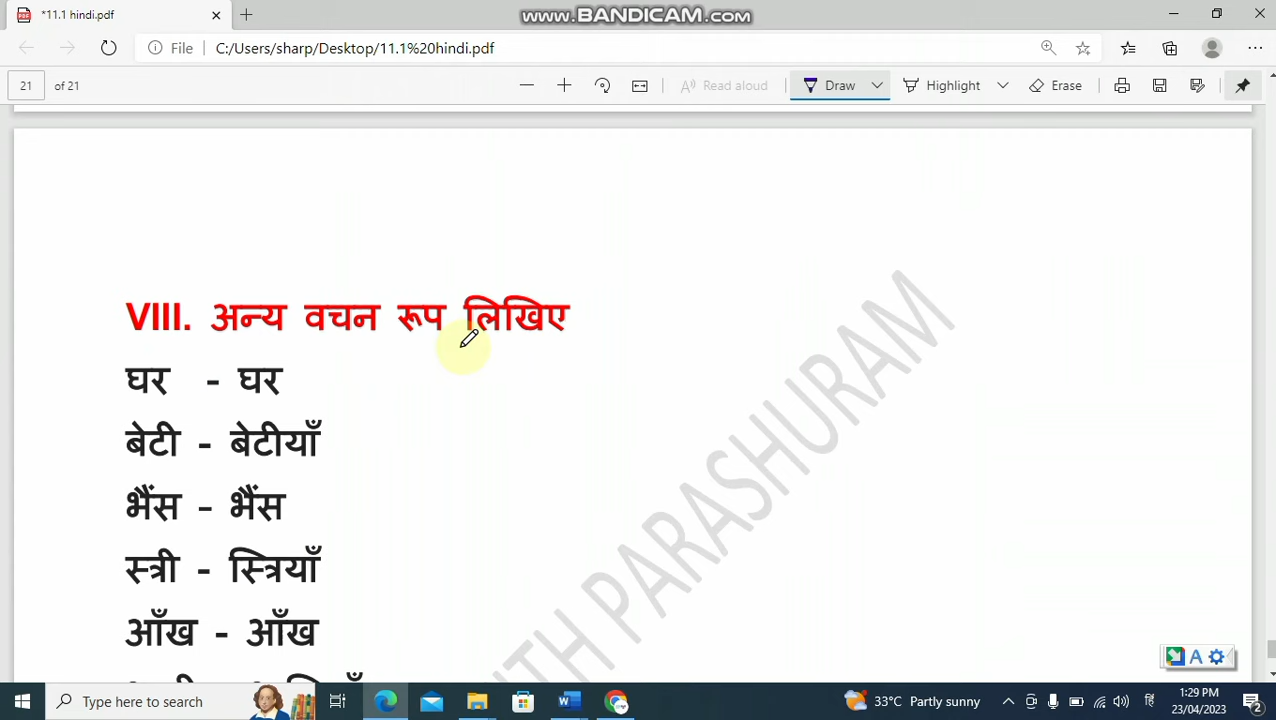 *11.1 hindi.pdf
www.BANDICAM.com
File C:/Users/sharp/Desktop/11.1%20hindi.pdf
21 of 21 Read aloud Draw Highlight Erase
VIII. अन्य वचन रूप लिखिए
घर - घर
बेटी - बेटीयाँ
भैंस - भैंस
स्त्री - स्त्रियाँ
आँख - आँख
ITH PARASHURAM
Type here to search 33°C Partly sunny 1:29 PM
23/04/2023